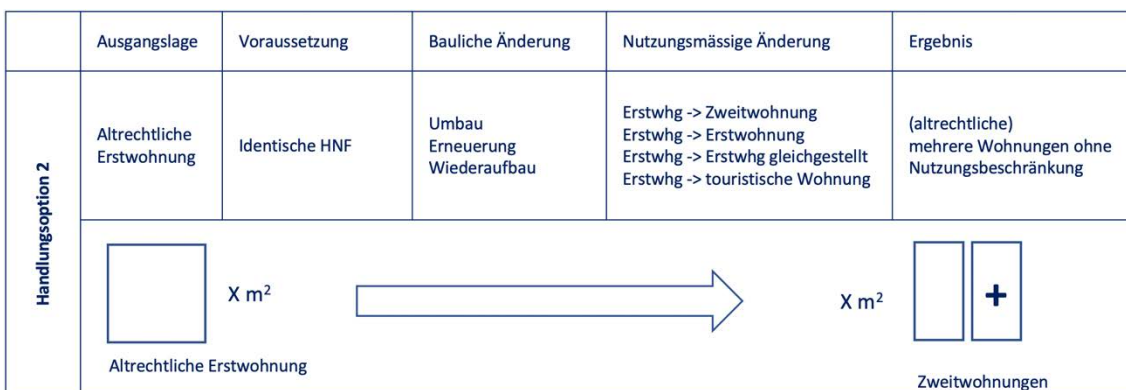 Ausgangslage
Voraussetzung
Bauliche Änderung
Nutzungsmässige Änderung
Ergebnis
Handlungsoption 2
Altrechtliche
Erstwohnung
Identische HNF
Umbau
Erneuerung
Wiederaufbau
Erstwhg -> Zweitwohnung
Erstwhg -> Erstwohnung
Erstwhg -> Erstwhg gleichgestellt
Erstwhg -> touristische Wohnung
(altrechtliche)
mehrere Wohnungen ohne
Nutzungsbeschränkung
X m²
X m²
+
Altrechtliche Erstwohnung
Zweitwohnungen